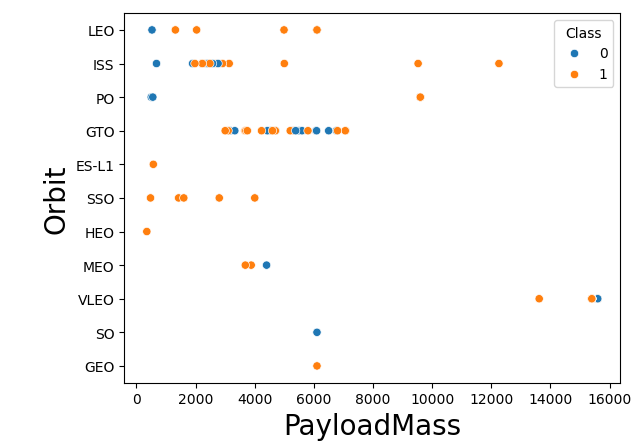 LEO
ISS
PO
GTO
ES-L1
SSO
HEO
MEO
VLEO
SO
GEO
Orbit
Class
0
1
0 2000 4000 6000 8000 10000 12000 14000 16000
PayloadMass